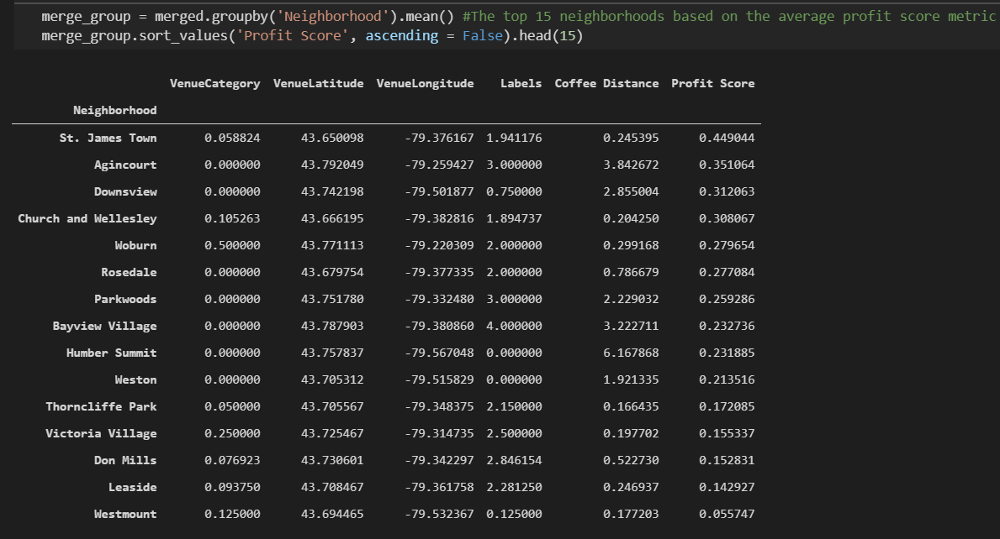 merge_group = merged.groupby('Neighborhood').mean() #The top 15 neighborhoods based on the average profit score metric
merge_group.sort_values('Profit Score', ascending = False).head(15)
VenueCategory VenueLatitude VenueLongitude Labels Coffee Distance Profit Score
Neighborhood
St. James Town 0.058824 43.650098 -79.376167 1.941176 0.245395 0.449044
Agincourt 0.000000 43.792049 -79.259427 3.000000 3.842672 0.351064
Downsview 0.000000 43.742198 -79.501877 0.750000 2.855004 0.312063
Church and Wellesley 0.105263 43.666195 -79.382816 1.894737 0.204250 0.308067
Woburn 0.500000 43.771113 -79.220309 2.000000 0.299168 0.279654
Rosedale 0.000000 43.679754 -79.377335 2.000000 0.786679 0.277084
Parkwoods 0.000000 43.751780 -79.332480 3.000000 2.229032 0.259286
Bayview Village 0.000000 43.787903 -79.380860 4.000000 3.222711 0.232736
Humber Summit 0.000000 43.757837 -79.567048 0.000000 6.167868 0.231885
Weston 0.000000 43.705312 -79.515829 0.000000 1.921335 0.213516
Thorncliffe Park 0.050000 43.705567 -79.348375 2.150000 0.166435 0.172085
Victoria Village 0.250000 43.725467 -79.314735 2.500000 0.197702 0.155337
Don Mills 0.076923 43.730601 -79.342297 2.846154 0.522730 0.152831
Leaside 0.093750 43.708467 -79.361758 2.281250 0.246937 0.142927
Westmount 0.125000 43.694465 -79.532367 0.125000 0.177203 0.055747